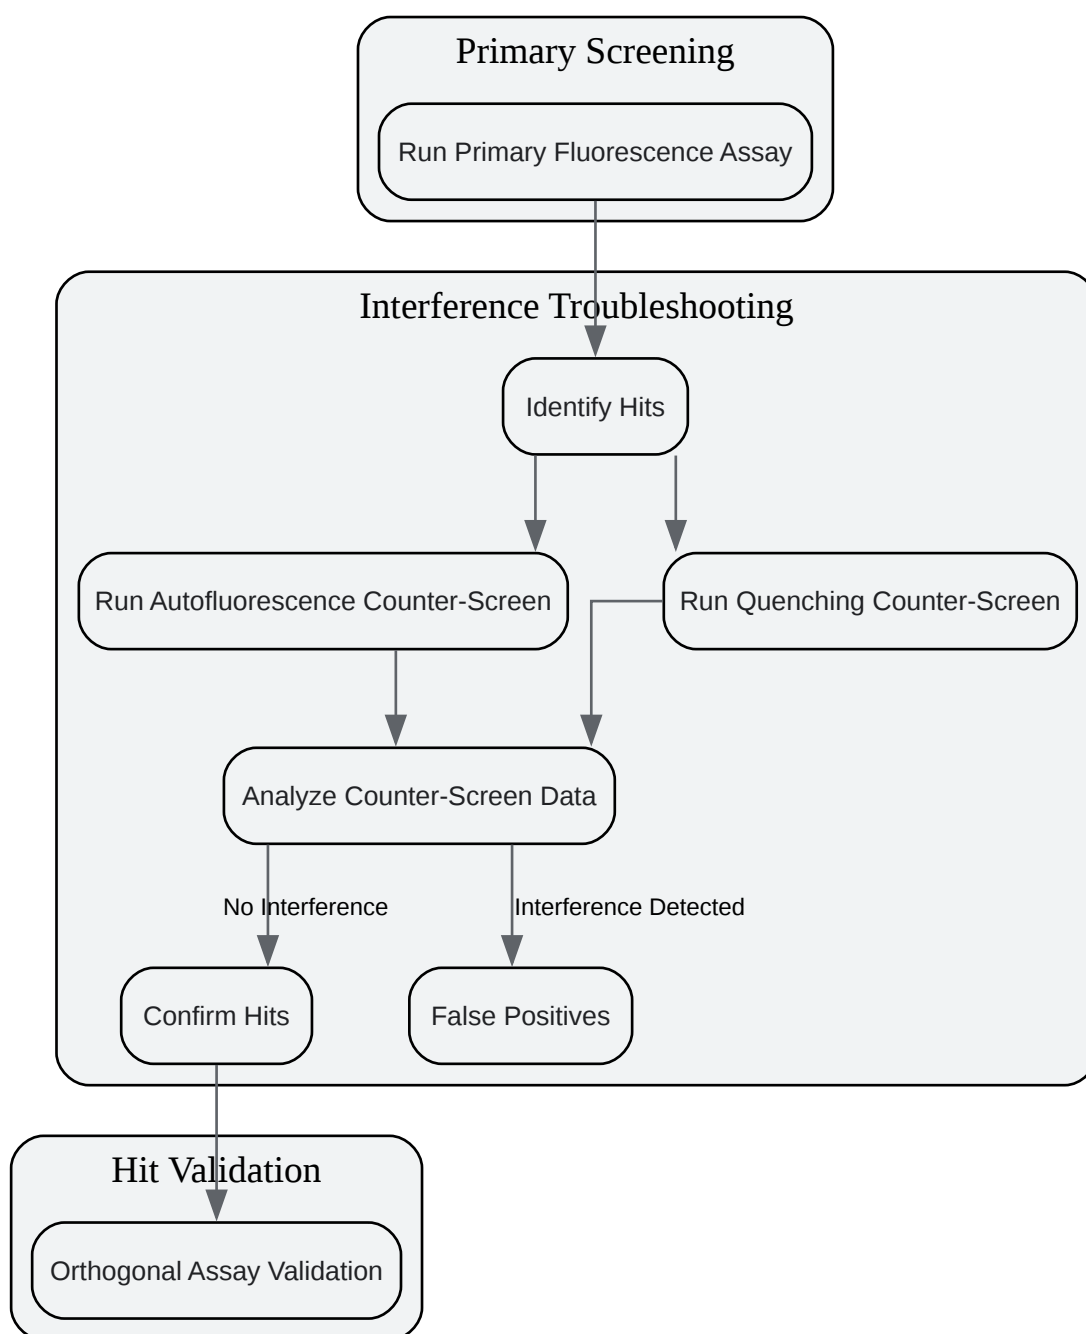 Primary Screening
Run Primary Fluorescence Assay
Interference Troubleshooting
Identify Hits
Run Autofluorescence Counter-Screen
Run Quenching Counter-Screen
Analyze Counter-Screen Data
No Interference
Interference Detected
Confirm Hits
False Positives
Hit Validation
Orthogonal Assay Validation